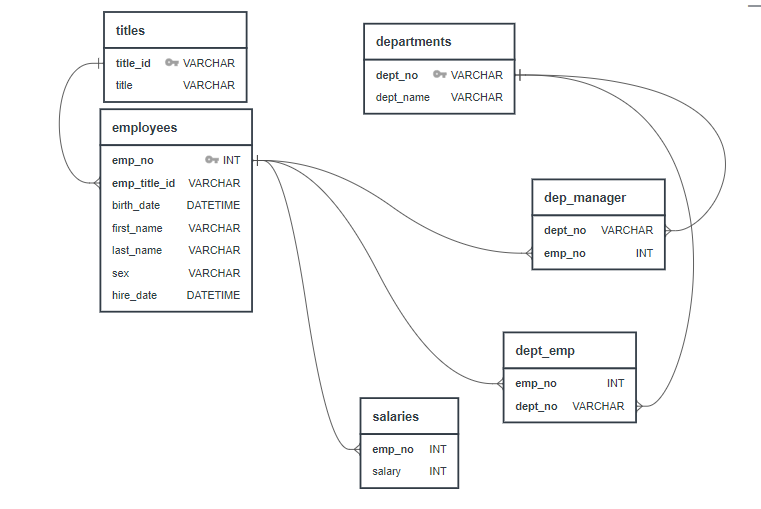 titles
title_id VARCHAR
title VARCHAR
employees
emp_no INT
emp_title_id VARCHAR
birth_date DATETIME
first_name VARCHAR
last_name VARCHAR
sex VARCHAR
hire_date DATETIME
departments
dept_no VARCHAR
dept_name VARCHAR
dep_manager
dept_no VARCHAR
emp_no INT
dept_emp
emp_no INT
dept_no VARCHAR
salaries
emp_no INT
salary INT